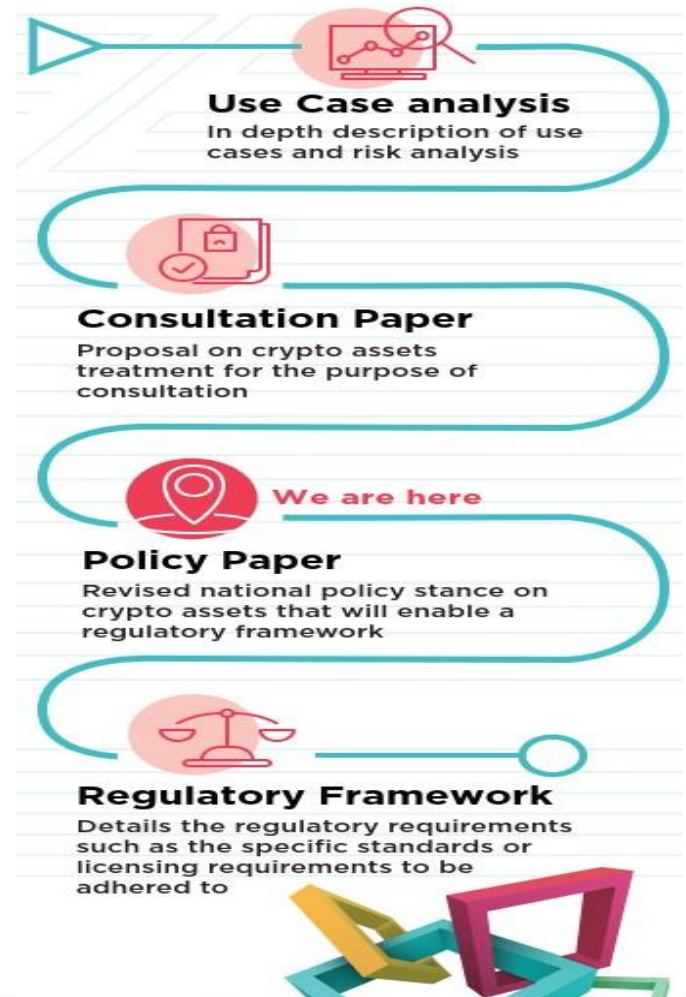 Use Case analysis
In depth description of use
cases and risk analysis
Consultation Paper
Proposal on crypto assets
treatment for the purpose of
consultation
We are here
Policy Paper
Revised national policy stance on
crypto assets that will enable a
regulatory framework
Regulatory Framework
Details the regulatory requirements
such as the specific standards or
licensing requirements to be
adhered to